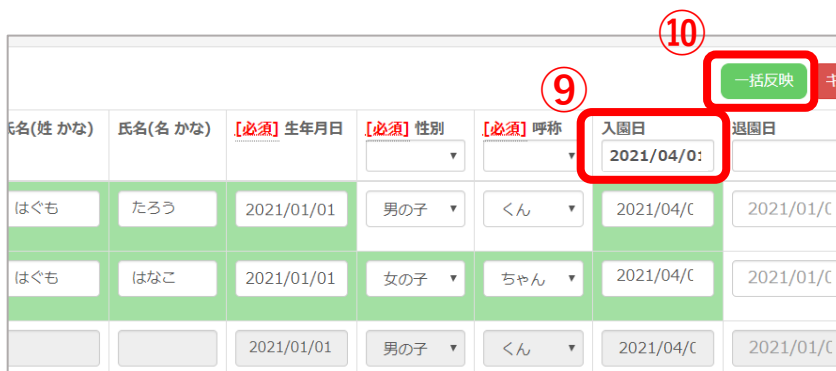 ⑩
一括反映
⑨
氏名(姓 かな) 氏名(名 かな) [必須] 生年月日 [必須] 性別 [必須] 呼称 入園日 退園日
2021/04/01
はぐも たろう 2021/01/01 男の子 くん 2021/04/0 2021/01/0
はぐも はなこ 2021/01/01 女の子 ちゃん 2021/04/0 2021/01/0
2021/01/01 男の子 くん 2021/04/0 2021/01/0